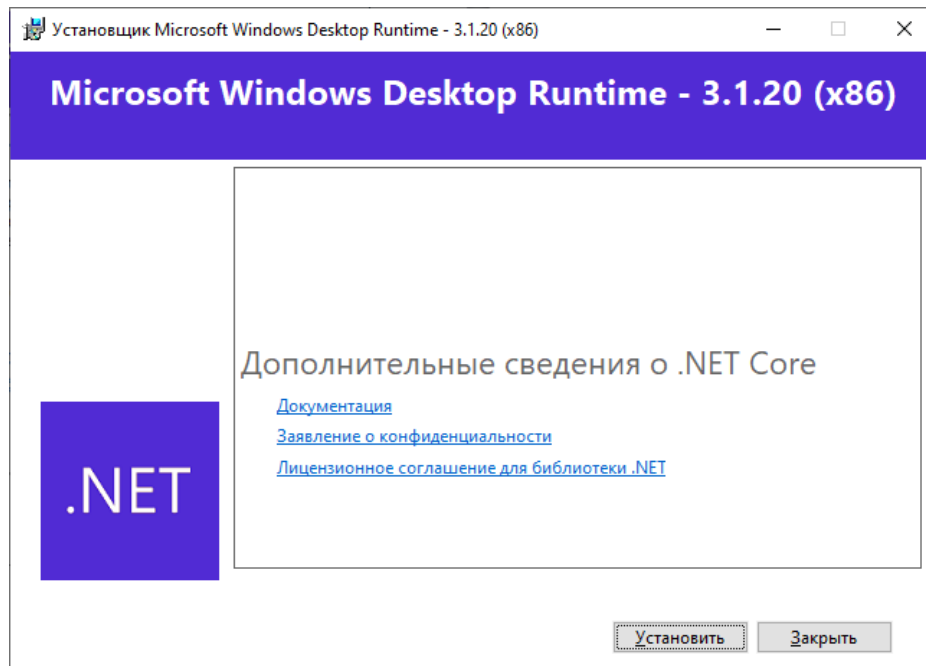 Установщик Microsoft Windows Desktop Runtime - 3.1.20 (x86)
Microsoft Windows Desktop Runtime - 3.1.20 (x86)
Дополнительные сведения о .NET Core
Документация
Заявление о конфиденциальности
Лицензионное соглашение для библиотеки .NET
.NET
Установить Закрыть